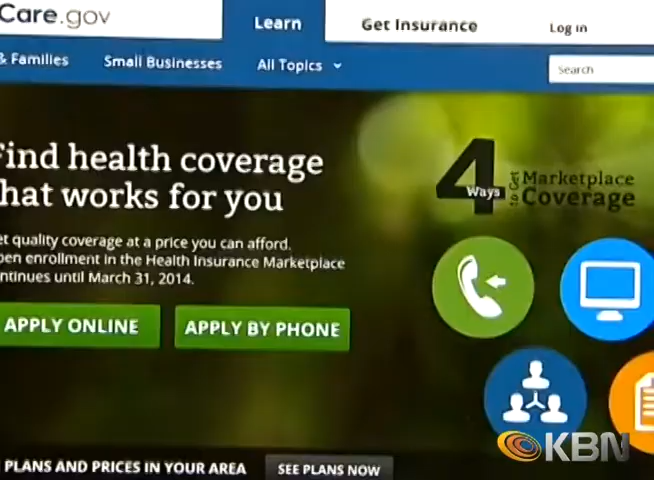 Care.gov
Learn
Get Insurance
Log in
& Families
Small Businesses
All Topics
Search
Find health coverage
that works for you
et quality coverage at a price you can afford.
pen enrollment in the Health Insurance Marketplace
ntinues until March 31, 2014.
APPLY ONLINE
APPLY BY PHONE
4 Ways to Get Marketplace Coverage
PLANS AND PRICES IN YOUR AREA
SEE PLANS NOW
KBN